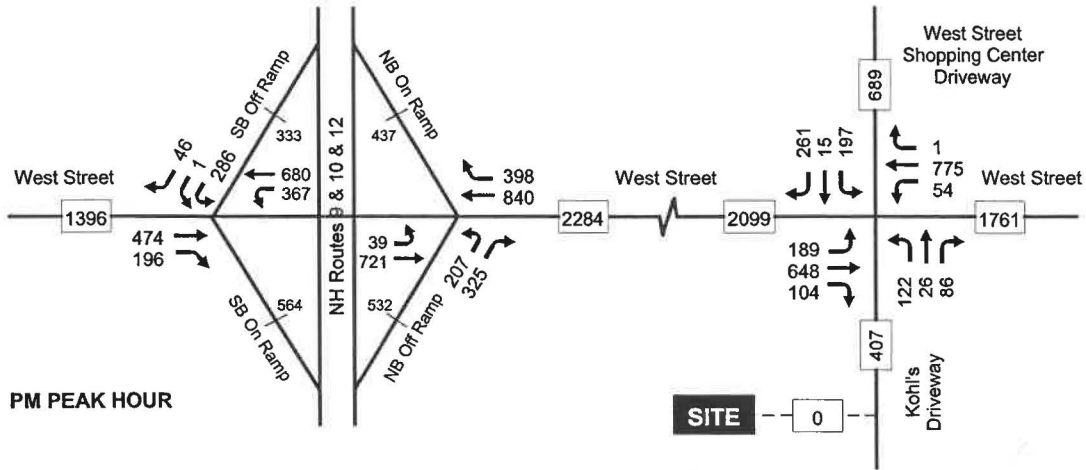 West Street
Shopping Center
Driveway
689
SB Off Ramp
NB On Ramp
333
437
46
1
286
680
367
398
840
261
15
197
1
775
54
West Street
West Street
West Street
1396
2284
2099
1761
474
196
39
721
207
325
189
648
104
122
26
86
NH Routes 9 & 10 & 12
564
532
SB On Ramp
NB Off Ramp
407
Kohl's
Driveway
PM PEAK HOUR
SITE
0